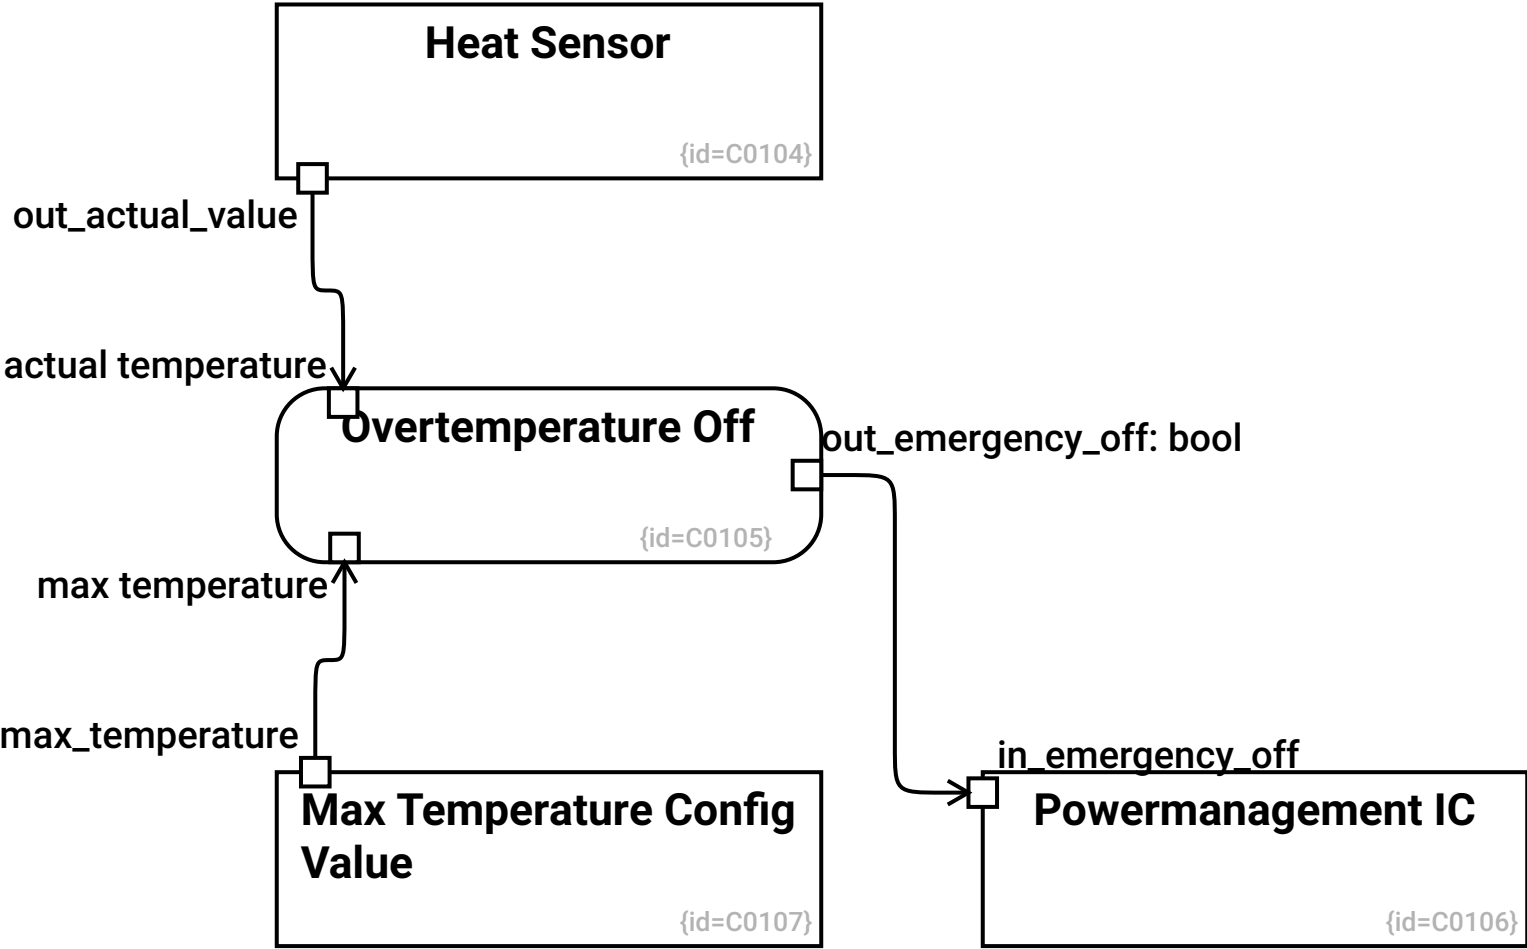 Heat Sensor
{id=C0104}
out_actual_value
actual temperature
Overtemperature Off
out_emergency_off: bool
{id=C0105}
max temperature
max_temperature
in_emergency_off
Max Temperature Config
Value
{id=C0107}
Powermanagement IC
{id=C0106}